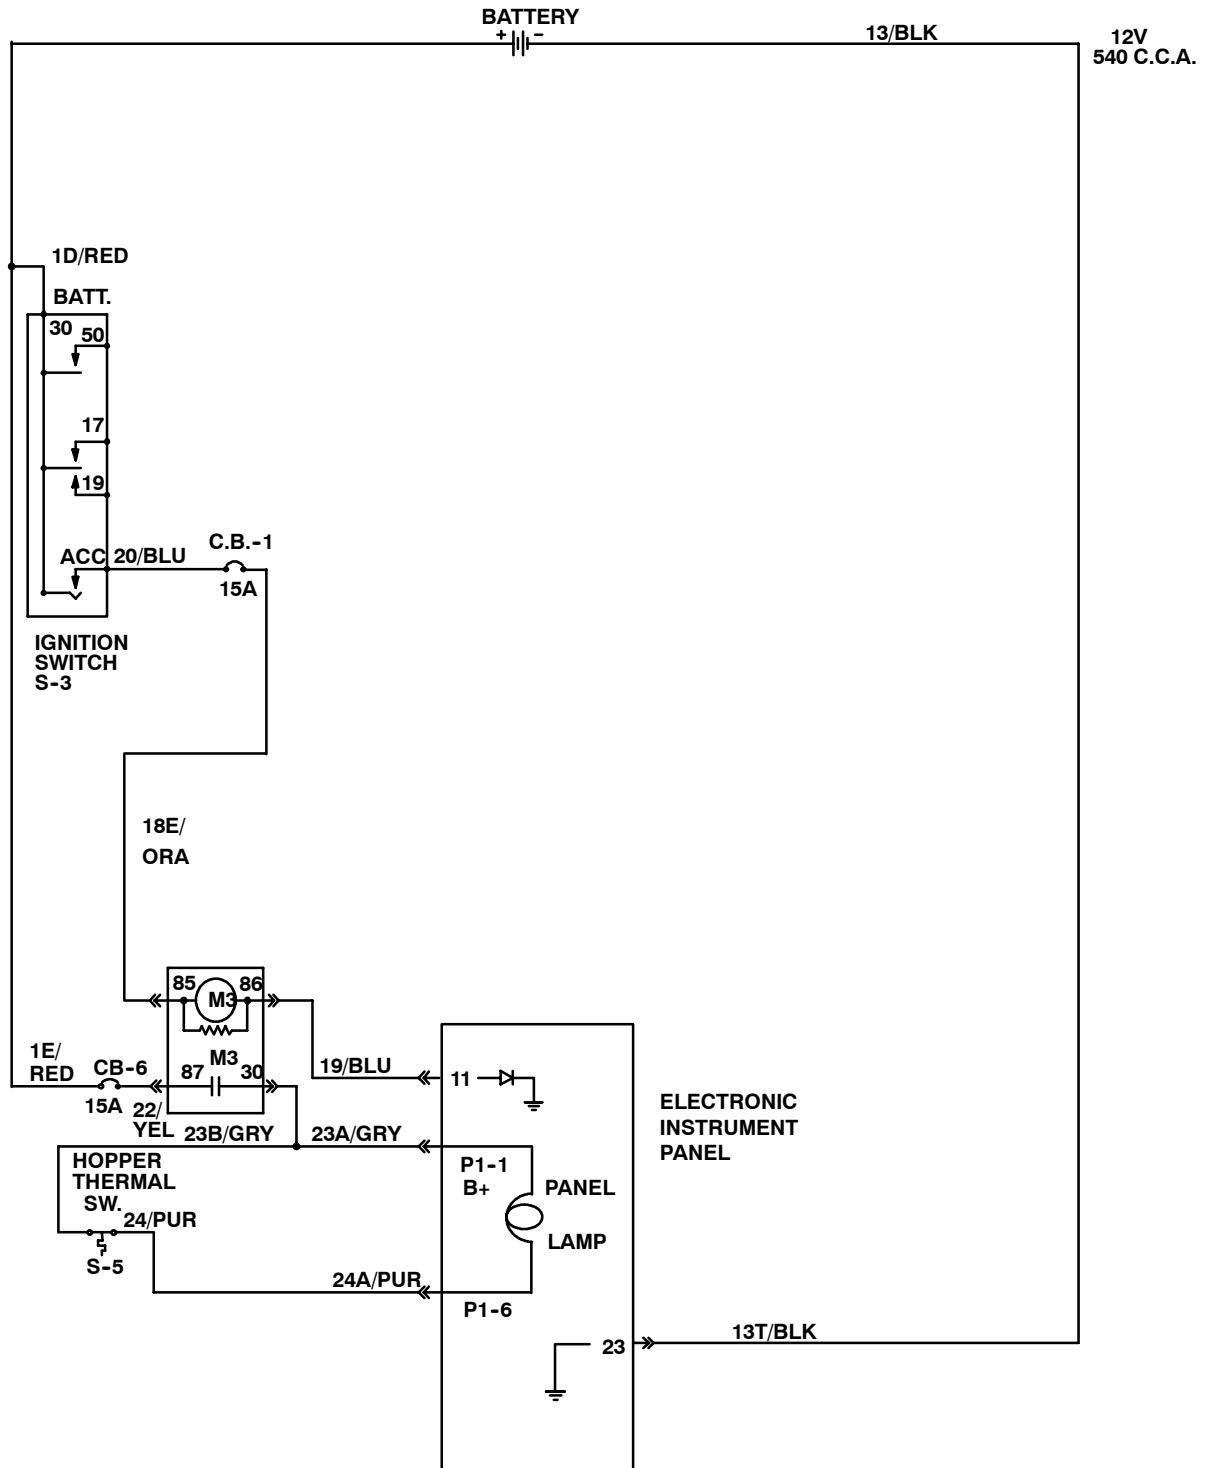 BATTERY
+ -
13/BLK
12V
540 C.C.A.
1D/RED
BATT.
30 50
17
19
ACC 20/BLU
C.B.-1
15A
IGNITION
SWITCH
S-3
18E/
ORA
85 M3 86
1E/
RED
CB-6
15A
M3
87 30
22/
YEL
19/BLU
11
23B/GRY
23A/GRY
ELECTRONIC
INSTRUMENT
PANEL
HOPPER
THERMAL
SW.
24/PUR
S-5
P1-1
B+
PANEL
LAMP
24A/PUR
P1-6
23
13T/BLK